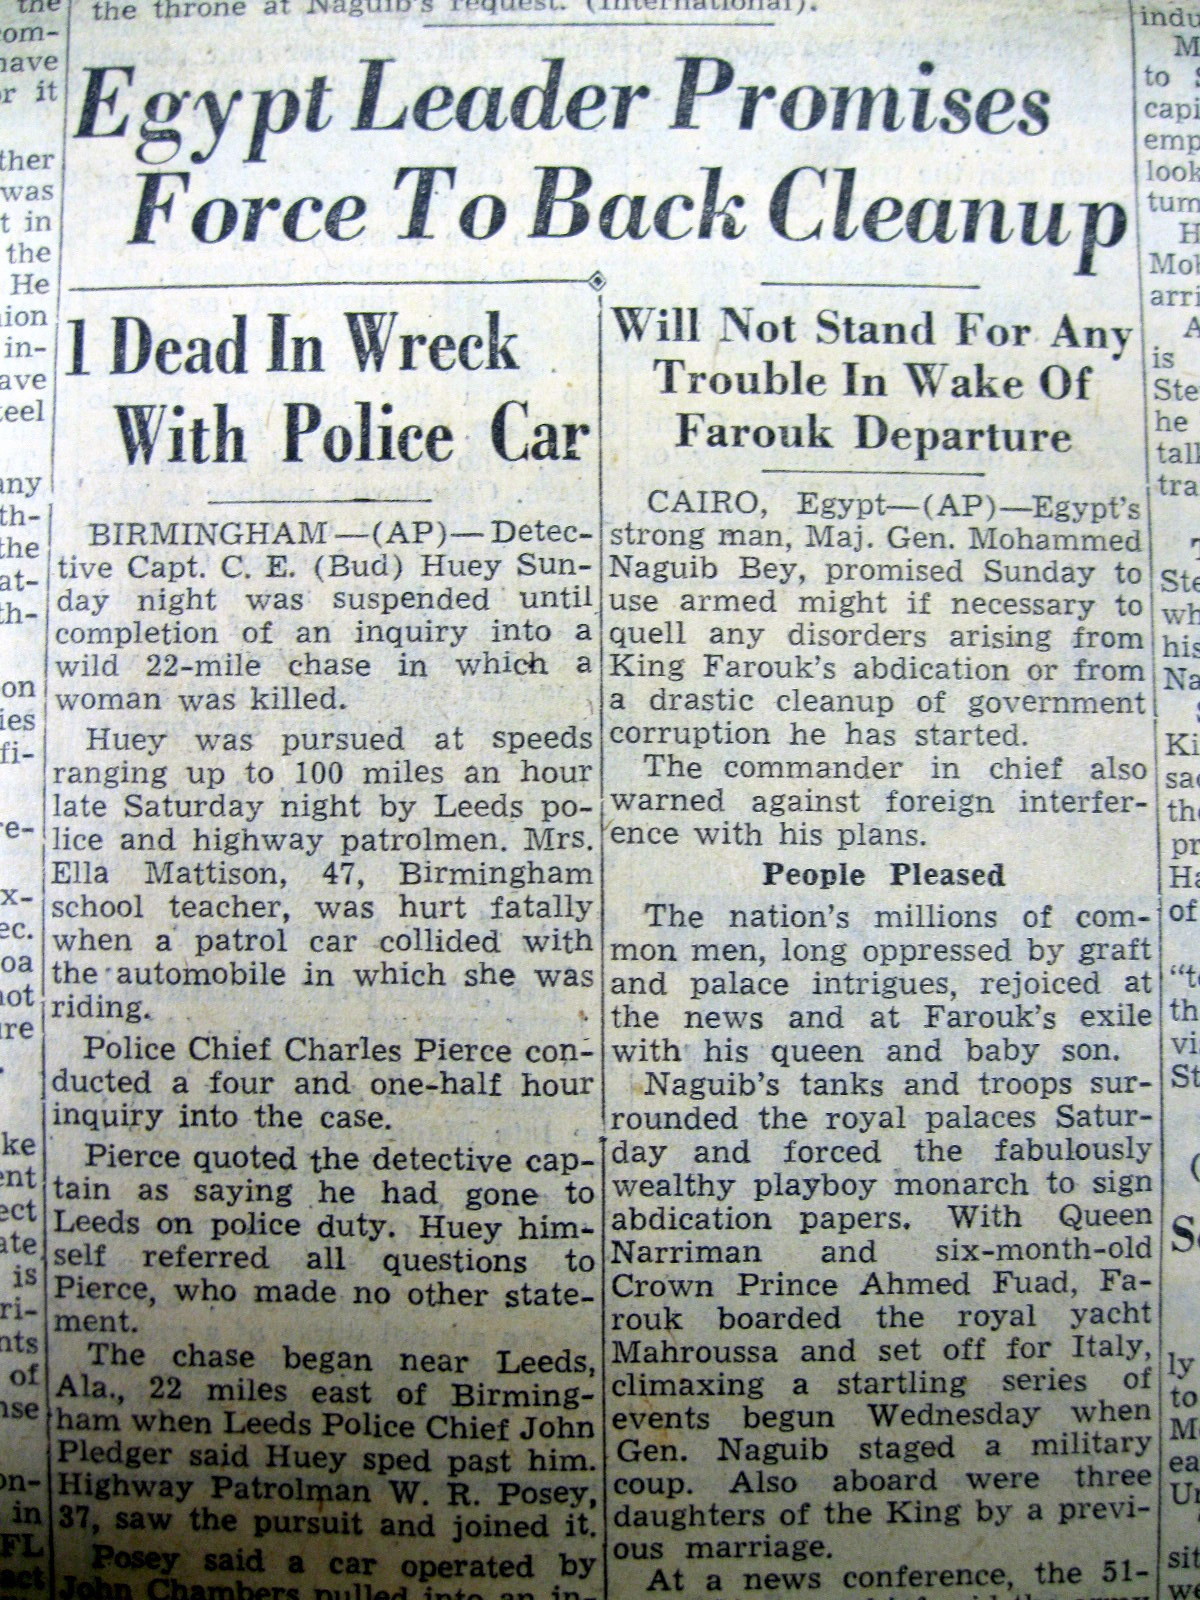 the throne at Naguib's request. (International).
Egypt Leader Promises
Force To Back Cleanup
1 Dead In Wreck
With Police Car
BIRMINGHAM—(AP)—Detec-
tive Capt. C. E. (Bud) Huey Sun-
day night was suspended until
completion of an inquiry into a
wild 22-mile chase in which a
woman was killed.
Huey was pursued at speeds
ranging up to 100 miles an hour
late Saturday night by Leeds po-
lice and highway patrolmen. Mrs.
Ella Mattison, 47, Birmingham
school teacher, was hurt fatally
when a patrol car collided with
the automobile in which she was
riding.
Police Chief Charles Pierce con-
ducted a four and one-half hour
inquiry into the case.
Pierce quoted the detective cap-
tain as saying he had gone to
Leeds on police duty. Huey him-
self referred all questions to
Pierce, who made no other state-
ment.
The chase began near Leeds,
Ala., 22 miles east of Birming-
ham when Leeds Police Chief John
Pledger said Huey sped past him.
Highway Patrolman W. R. Posey,
37, saw the pursuit and joined it.
Posey said a car operated by
John Chambers pulled into an in-
Will Not Stand For Any
Trouble In Wake Of
Farouk Departure
CAIRO, Egypt—(AP)—Egypt's
strong man, Maj. Gen. Mohammed
Naguib Bey, promised Sunday to
use armed might if necessary to
quell any disorders arising from
King Farouk's abdication or from
a drastic cleanup of government
corruption he has started.
The commander in chief also
warned against foreign interfer-
ence with his plans.
People Pleased
The nation's millions of com-
mon men, long oppressed by graft
and palace intrigues, rejoiced at
the news and at Farouk's exile
with his queen and baby son.
Naguib's tanks and troops sur-
rounded the royal palaces Satur-
day and forced the fabulously
wealthy playboy monarch to sign
abdication papers. With Queen
Narriman and six-month-old
Crown Prince Ahmed Fuad, Fa-
rouk boarded the royal yacht
Mahroussa and set off for Italy,
climaxing a startling series of
events begun Wednesday when
Gen. Naguib staged a military
coup. Also aboard were three
daughters of the King by a previ-
ous marriage.
At a news conference, the 51-